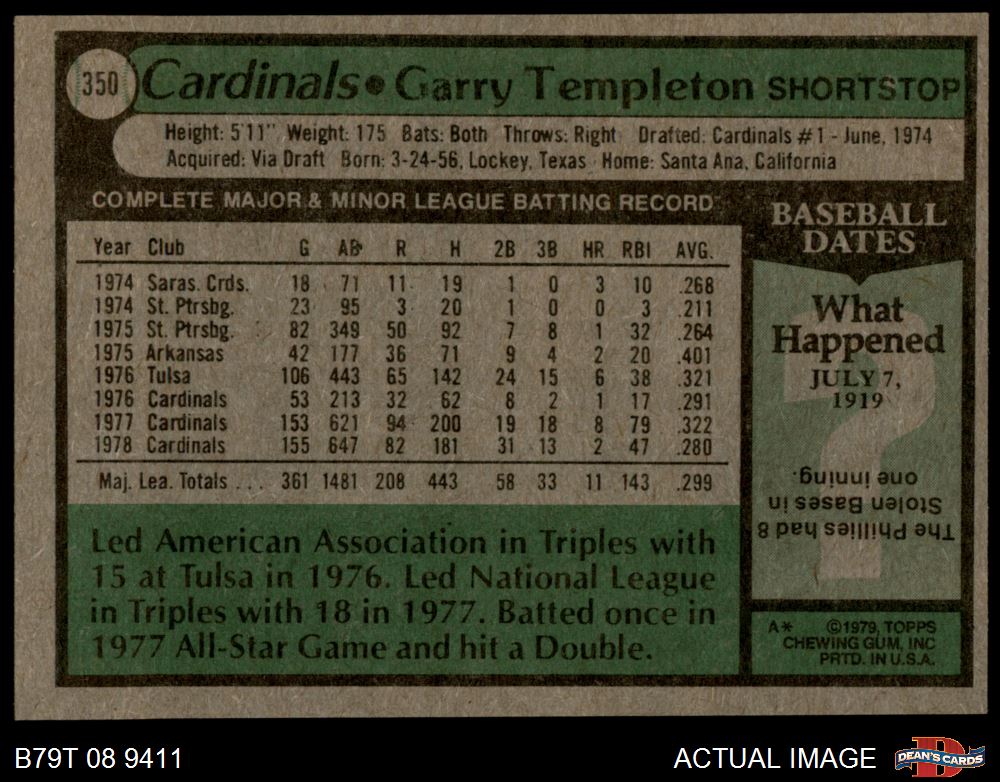 350 Cardinals • Garry Templeton SHORTSTOP
Height: 5'11" Weight: 175 Bats: Both Throws: Right Drafted: Cardinals #1 - June, 1974
Acquired: Via Draft Born: 3-24-56, Lockey, Texas Home: Santa Ana, California
COMPLETE MAJOR & MINOR LEAGUE BATTING RECORD
Year Club G AB R H 2B 3B HR RBI AVG.
1974 Saras. Crds. 18 71 11 19 1 0 3 10 .268
1974 St. Ptrsbg. 23 95 3 20 1 0 0 3 .211
1975 St. Ptrsbg. 82 349 50 92 7 8 1 32 .264
1975 Arkansas 42 177 36 71 9 4 2 20 .401
1976 Tulsa 106 443 65 142 24 15 6 38 .321
1976 Cardinals 53 213 32 62 8 2 1 17 .291
1977 Cardinals 153 621 94 200 19 18 8 79 .322
1978 Cardinals 155 647 82 181 31 13 2 47 .280
Maj. Lea. Totals . . . 361 1481 208 443 58 33 11 143 .299
Led American Association in Triples with
15 at Tulsa in 1976. Led National League
in Triples with 18 in 1977. Batted once in
1977 All-Star Game and hit a Double.
BASEBALL
DATES
What
Happened
JULY 7,
1919
The Phillies had 8
Stolen Bases in
one inning.
A* ©1979, TOPPS
CHEWING GUM, INC
PRTD. IN U.S.A.
B79T 08 9411
ACTUAL IMAGE
DEAN'S CARDS